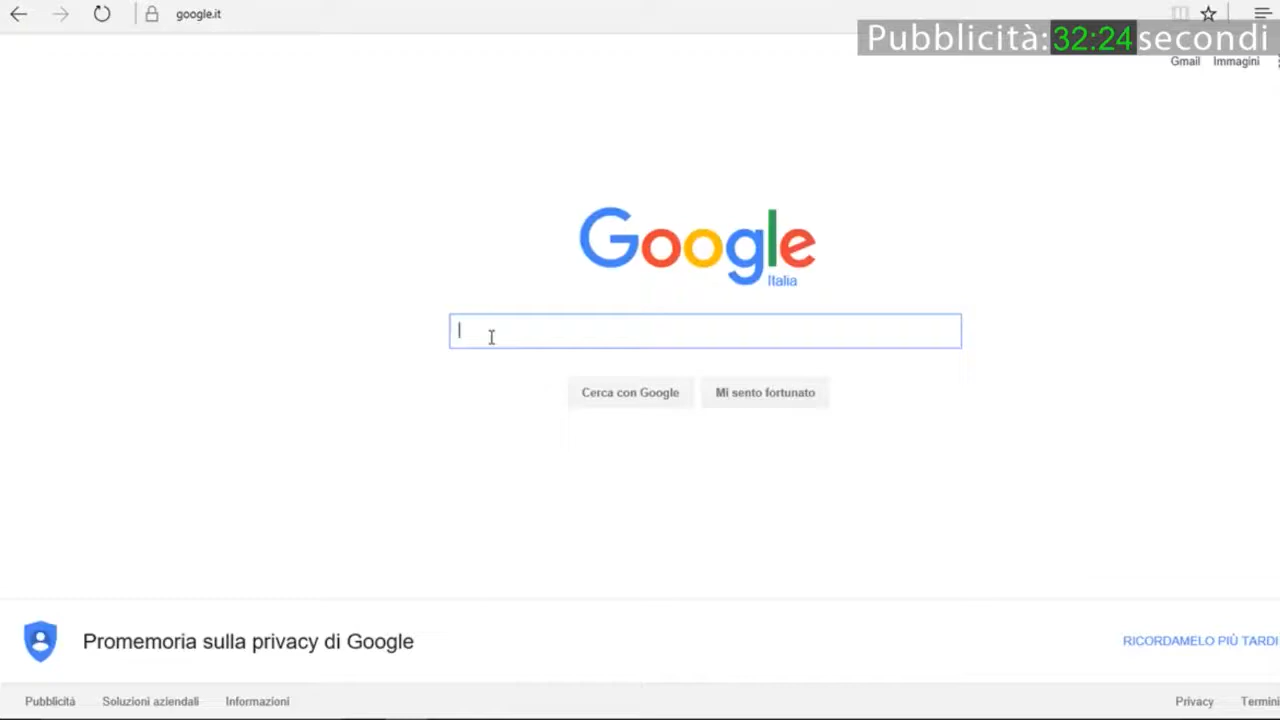 google.it
Pubblicità:32:24secondi
Gmail Immagini
Google
Italia
Cerca con Google Mi sento fortunato
Promemoria sulla privacy di Google
RICORDAMELO PIÙ TARDI
Pubblicità Soluzioni aziendali Informazioni
Privacy Termini